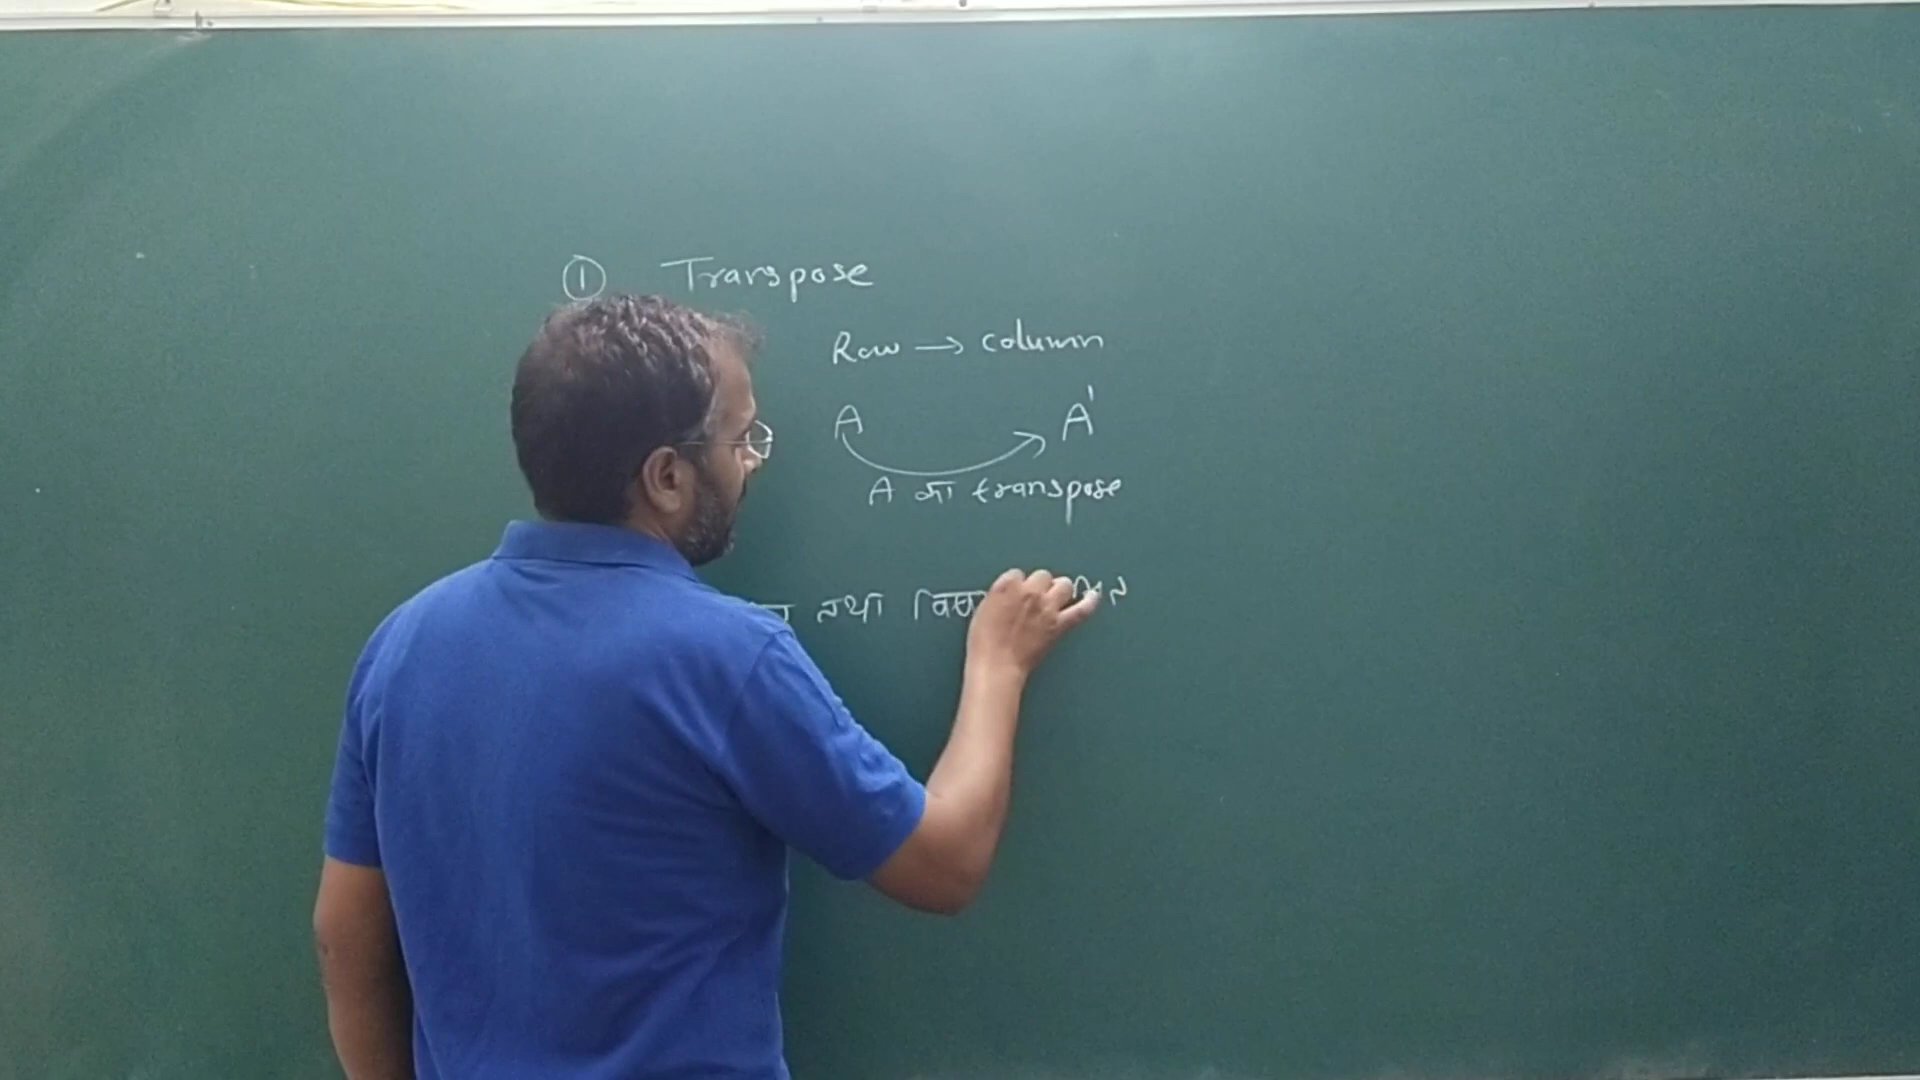 ① Transpose
Row → column
A A'
A का transpose
तथा